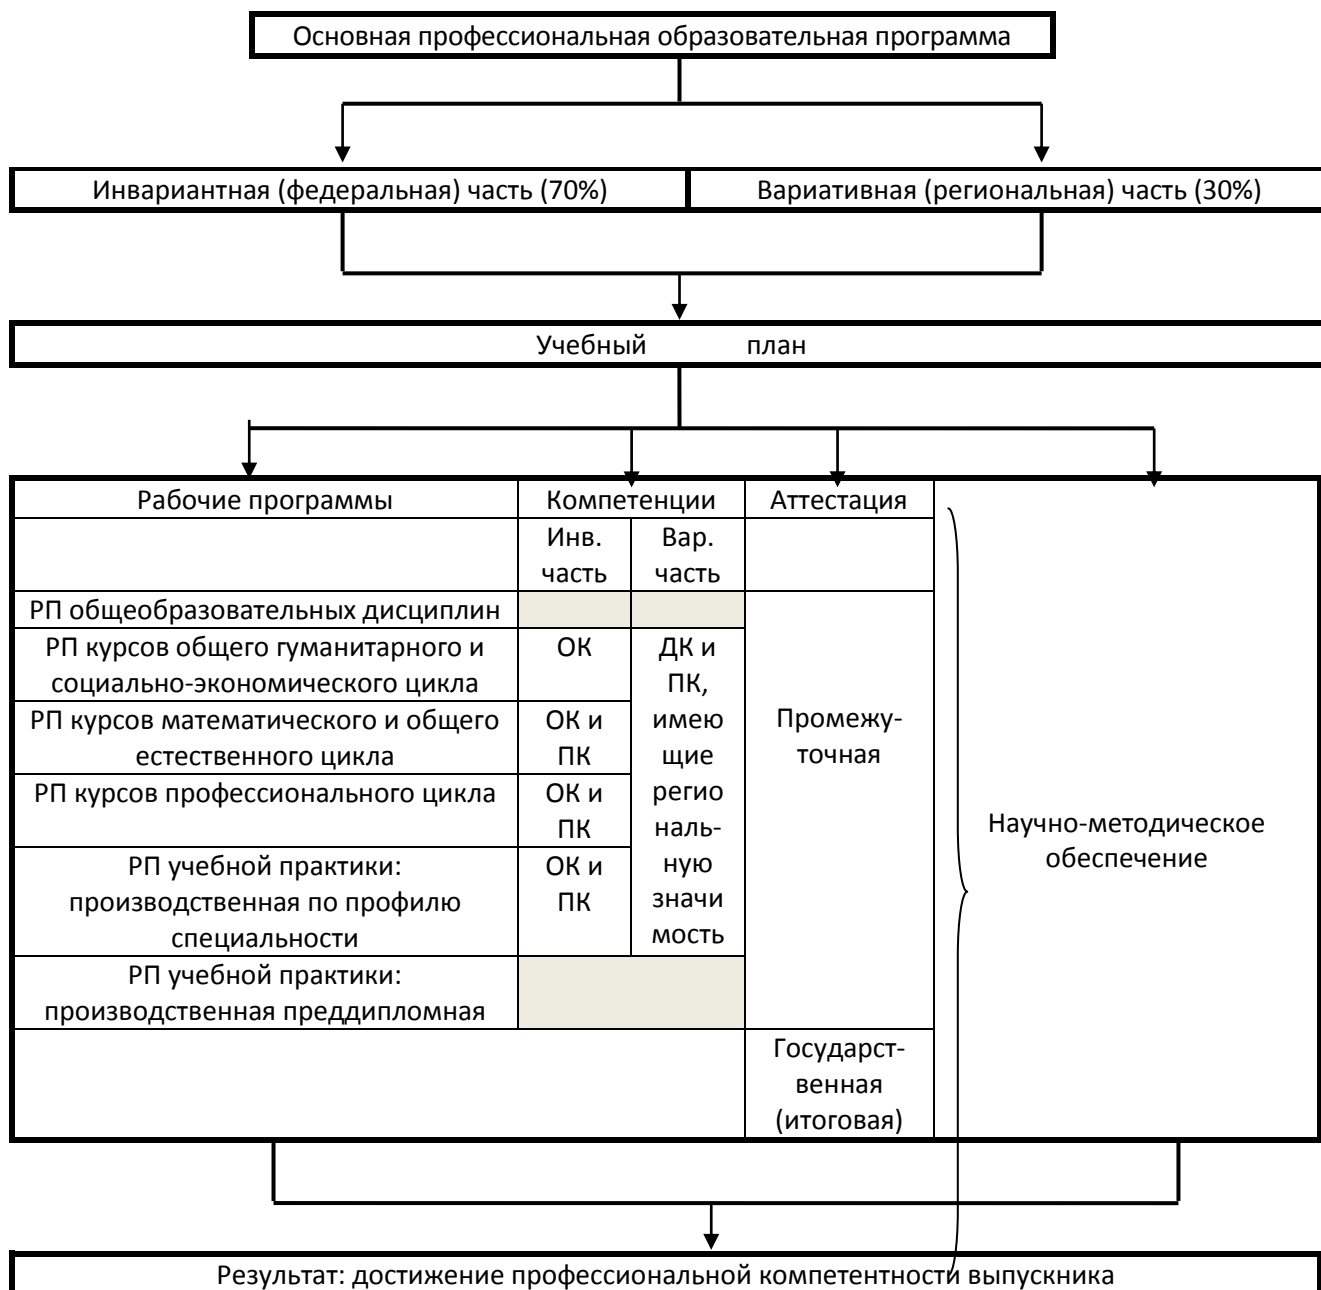 Основная профессиональная образовательная программа
Инвариантная (федеральная) часть (70%)
Вариативная (региональная) часть (30%)
Учебный план
Рабочие программы
Компетенции
Аттестация
Инв.
часть
Вар.
часть
РП общеобразовательных дисциплин
РП курсов общего гуманитарного и
социально-экономического цикла
ОК
ДК и
ПК,
имею
щие
регио
наль-
ную
значи
мость
Промежу-
точная
РП курсов математического и общего
естественного цикла
ОК и
ПК
РП курсов профессионального цикла
ОК и
ПК
Научно-методическое
обеспечение
РП учебной практики:
производственная по профилю
специальности
ОК и
ПК
РП учебной практики:
производственная преддипломная
Государст-
венная
(итоговая)
Результат: достижение профессиональной компетентности выпускника